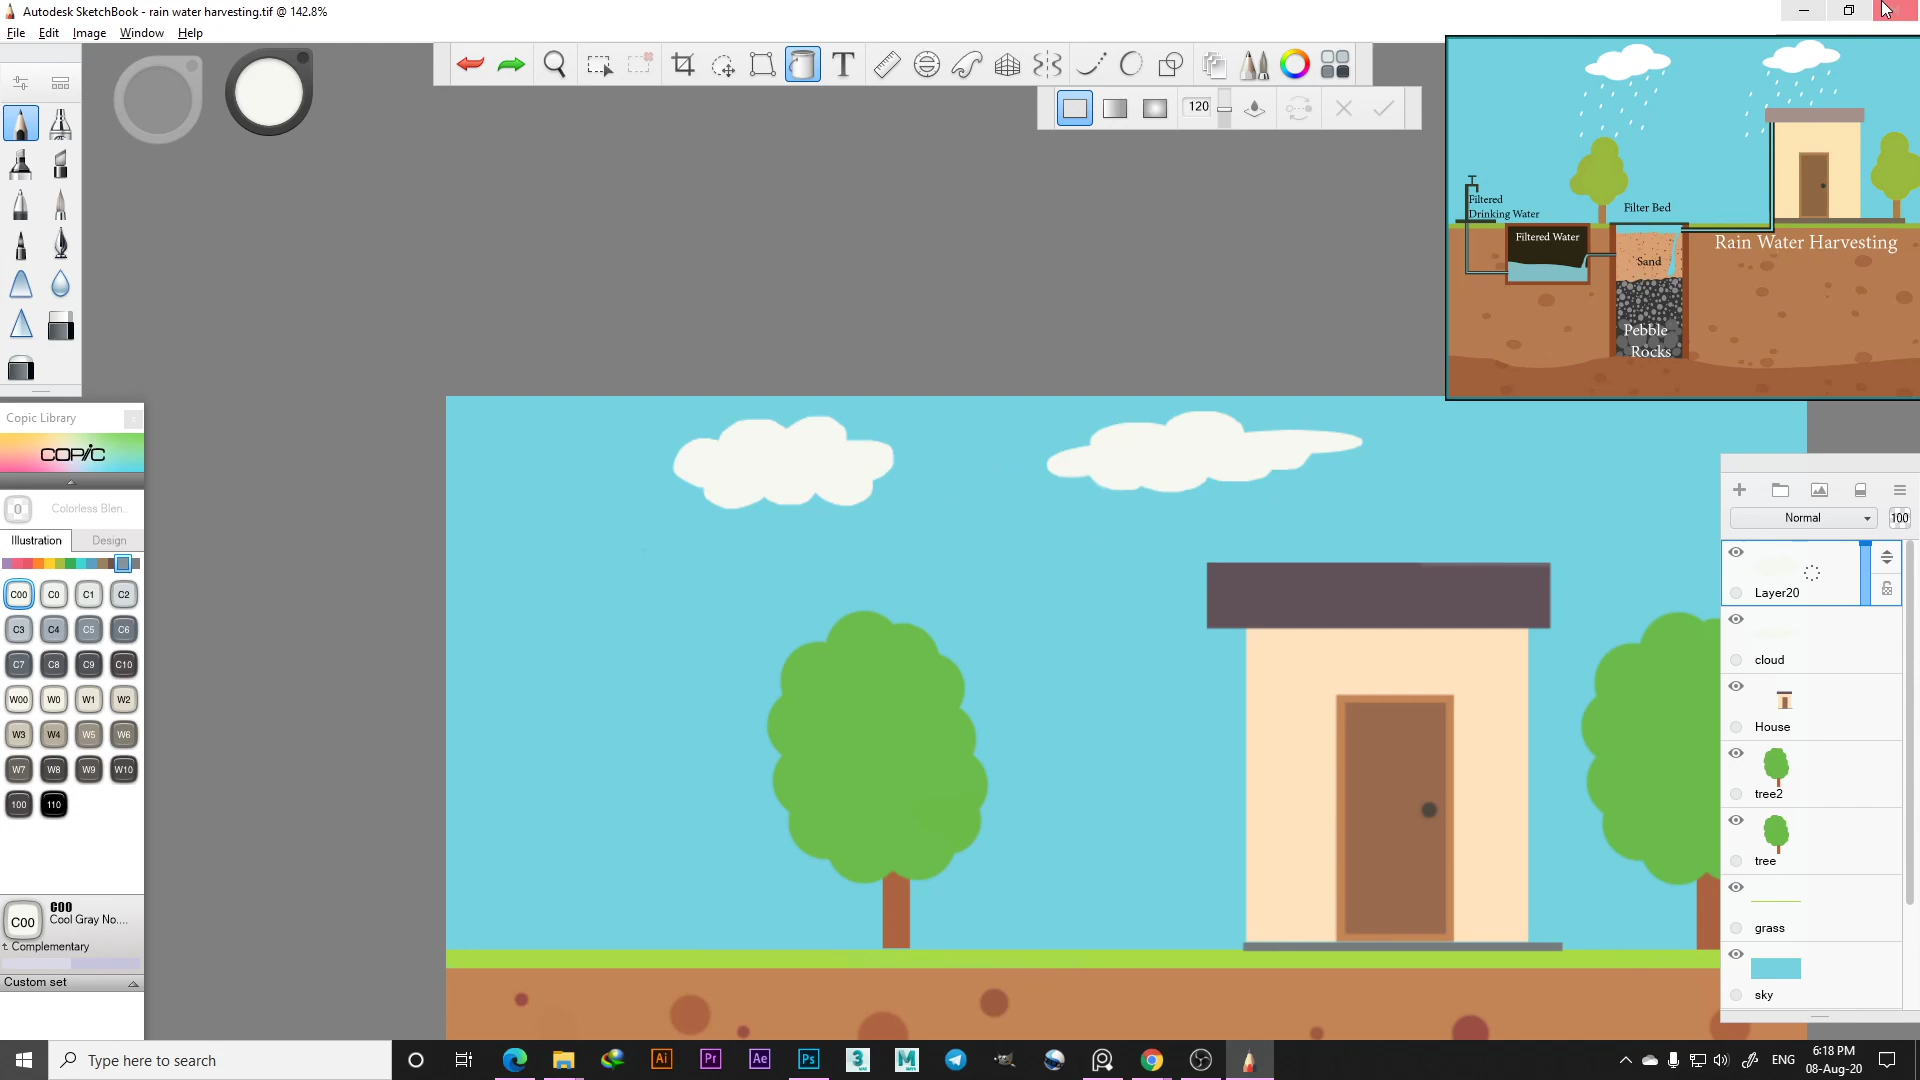 Autodesk SketchBook - rain water harvesting.tif @ 142.8%
File Edit Image Window Help
T
120
Filtered
Drinking Water
Filter Bed
Filtered Water
Rain Water Harvesting
Sand
Pebble
Rocks
Copic Library
x
COPIC
0 Colorless Blen..
Illustration Design
C00 C0 C1 C2
C3 C4 C5 C6
C7 C8 C9 C10
W00 W0 W1 W2
W3 W4 W5 W6
W7 W8 W9 W10
100 110
C00
C00
Cool Gray No....
t. Complementary
Custom set
Normal 100
Layer20
cloud
House
tree2
tree
grass
sky
Type here to search
Ai Pr Ae Ps 3 M
ENG
6:18 PM
08-Aug-20